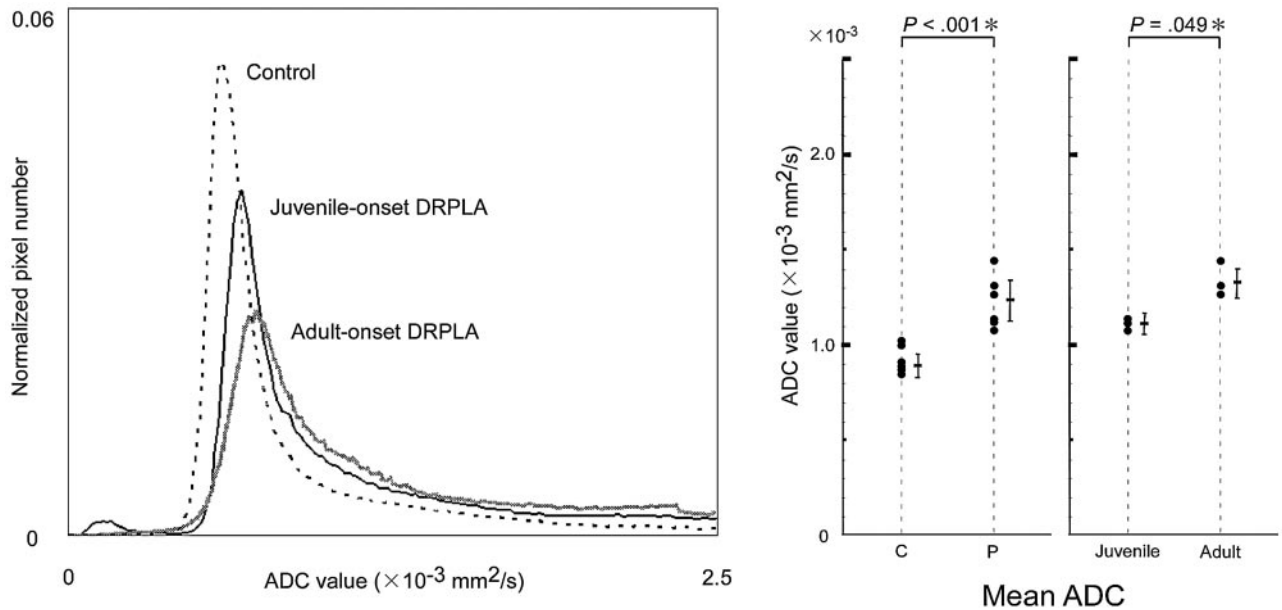 0.06
Control
Juvenile-onset DRPLA
Adult-onset DRPLA
Normalized pixel number
0
0
ADC value (×10-3 mm2/s)
2.5
×10-3
P < .001*
P = .049*
2.0
1.0
0
ADC value (×10-3 mm2/s)
C
P
Juvenile
Adult
Mean ADC